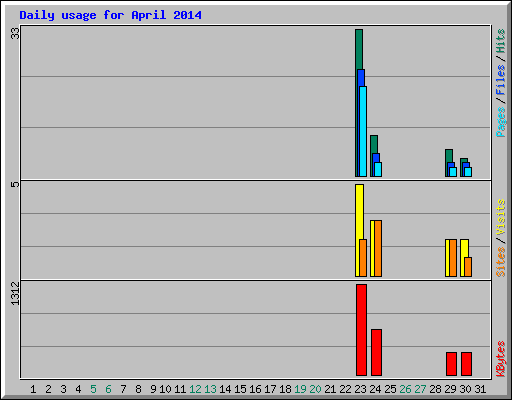 Daily usage for April 2014
33
Pages / Files / Hits
5
Sites / Visits
1312
KBytes
1 2 3 4 5 6 7 8 9 10 11 12 13 14 15 16 17 18 19 20 21 22 23 24 25 26 27 28 29 30 31